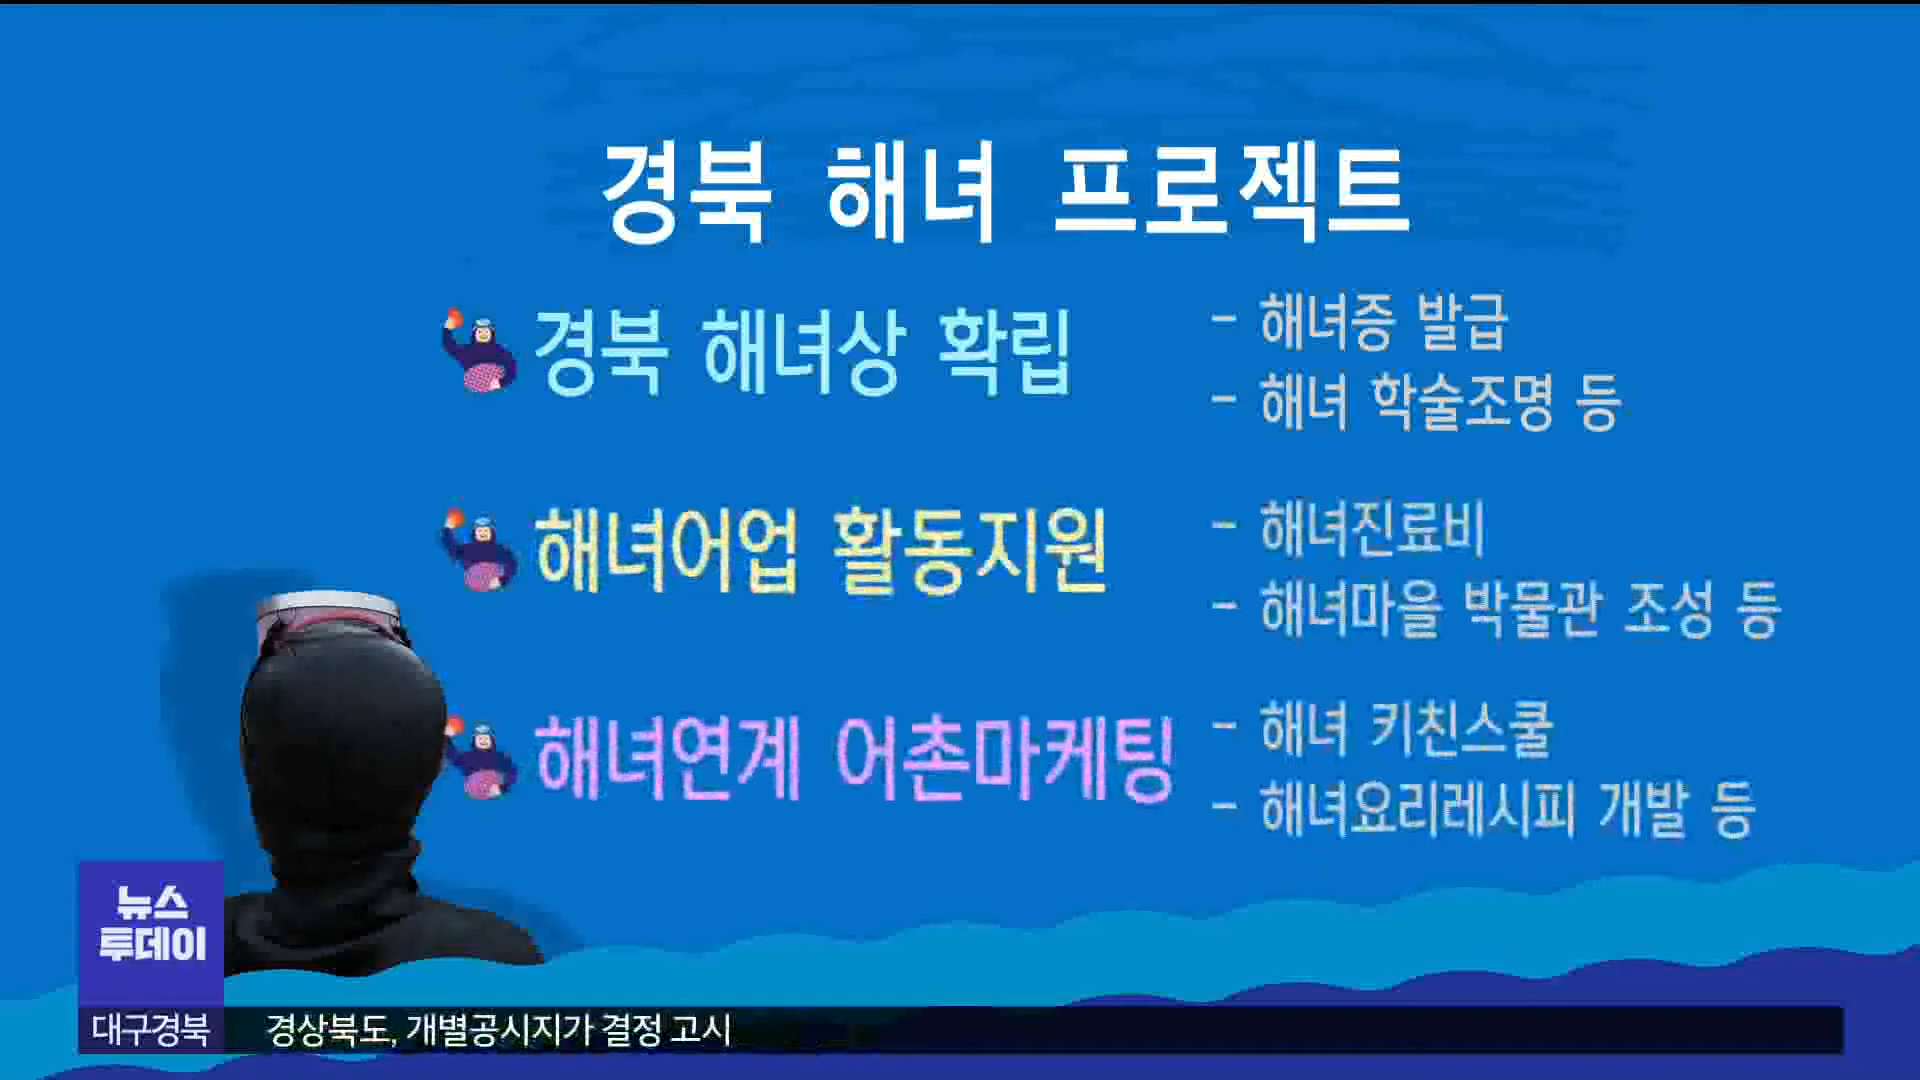 경북 해녀 프로젝트
경북 해녀상 확립
- 해녀증 발급
- 해녀 학술조명 등
해녀어업 활동지원
- 해녀진료비
- 해녀마을 박물관 조성 등
해녀연계 어촌마케팅
- 해녀 키친스쿨
- 해녀요리레시피 개발 등
뉴스
투데이
대구경북 경상북도, 개별공시지가 결정 고시